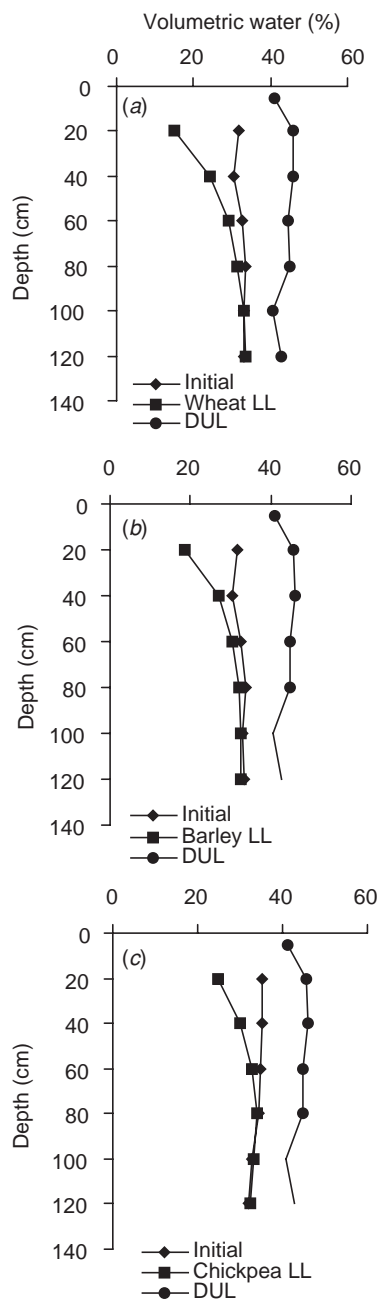 Volumetric water (%)
0 20 40 60
0
20
40
60
80
100
120
140
Depth (cm)
(a)
Initial
Wheat LL
DUL
0 20 40 60
0
20
40
60
80
100
120
140
Depth (cm)
(b)
Initial
Barley LL
DUL
0 20 40 60
0
20
40
60
80
100
120
140
Depth (cm)
(c)
Initial
Chickpea LL
DUL